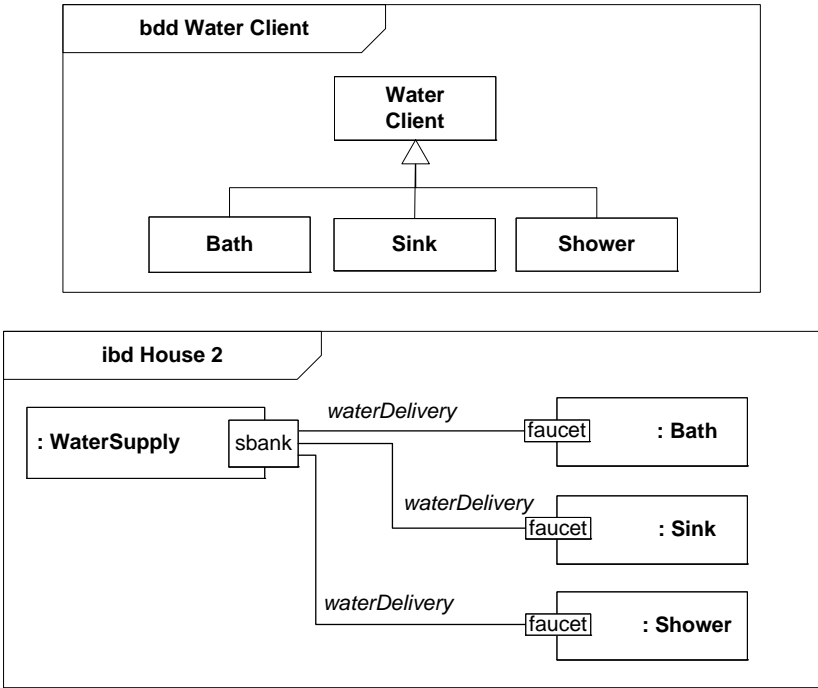 bdd Water Client
Water
Client
Bath
Sink
Shower
ibd House 2
: WaterSupply
sbank
waterDelivery
faucet
: Bath
waterDelivery
faucet
: Sink
waterDelivery
faucet
: Shower